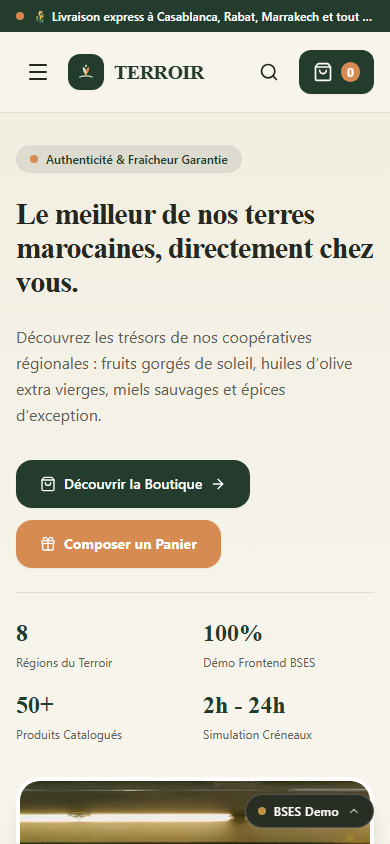 Livraison express à Casablanca, Rabat, Marrakech et tout ...
TERROIR
0
Authenticité & Fraîcheur Garantie
Le meilleur de nos terres
marocaines, directement chez
vous.
Découvrez les trésors de nos coopératives
régionales : fruits gorgés de soleil, huiles d'olive
extra vierges, miels sauvages et épices
d'exception.
Découvrir la Boutique
Composer un Panier
8
Régions du Terroir
100%
Démo Frontend BSES
50+
Produits Catalogués
2h - 24h
Simulation Créneaux
BSES Demo